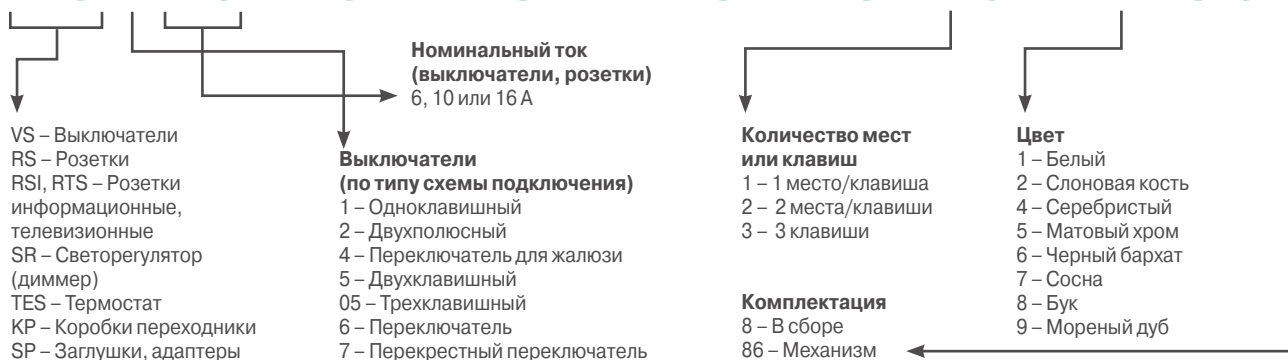 Номинальный ток
(выключатели, розетки)
6, 10 или 16 А
VS – Выключатели
RS – Розетки
RSI, RTS – Розетки
информационные,
телевизионные
SR – Светорегулятор
(диммер)
TES – Термостат
KP – Коробки переходники
SP – Заглушки, адаптеры
Выключатели
(по типу схемы подключения)
1 – Одноклавишный
2 – Двухполюсный
4 – Переключатель для жалюзи
5 – Двухклавишный
05 – Трехклавишный
6 – Переключатель
7 – Перекрестный переключатель
Количество мест
или клавиш
1 – 1 место/клавиша
2 – 2 места/клавиши
3 – 3 клавиши
Комплектация
8 – В сборе
86 – Механизм
Цвет
1 – Белый
2 – Слоновая кость
4 – Серебристый
5 – Матовый хром
6 – Черный бархат
7 – Сосна
8 – Бук
9 – Мореный дуб